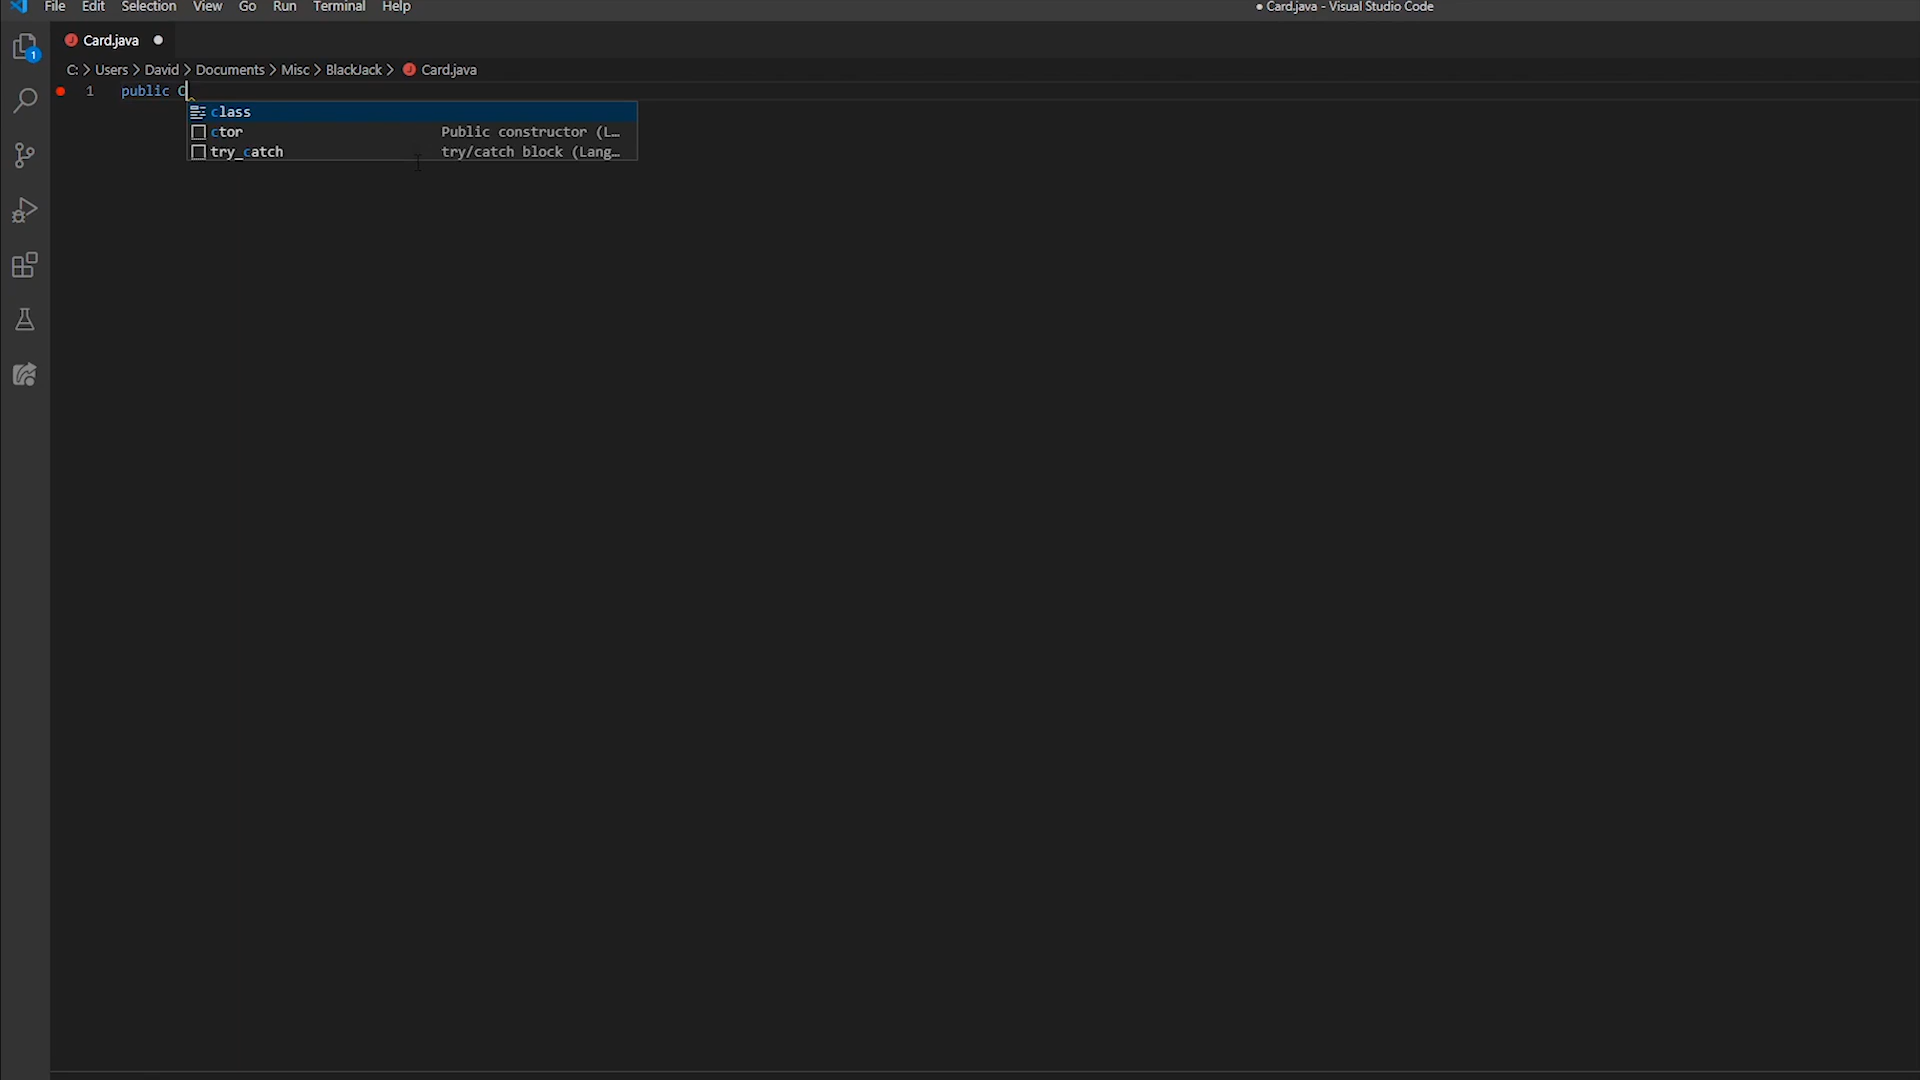 File Edit Selection View Go Run Terminal Help
● Card.java - Visual Studio Code
Card.java ●
1
C: > Users > David > Documents > Misc > BlackJack > Card.java
1 public C
class
ctor Public constructor (L…
try_catch try/catch block (Lang…